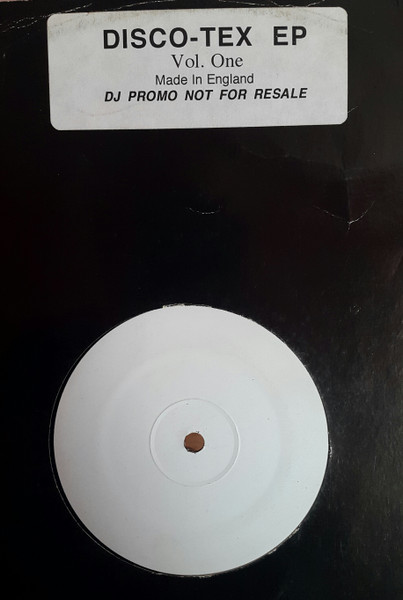 DISCO-TEX EP
Vol. One
Made In England
DJ PROMO NOT FOR RESALE